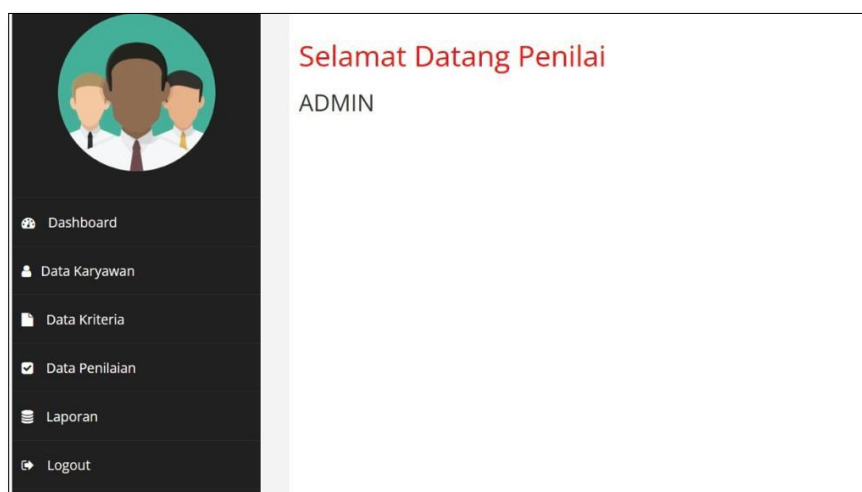 Selamat Datang Penilai
ADMIN
Dashboard
Data Karyawan
Data Kriteria
Data Penilaian
Laporan
Logout